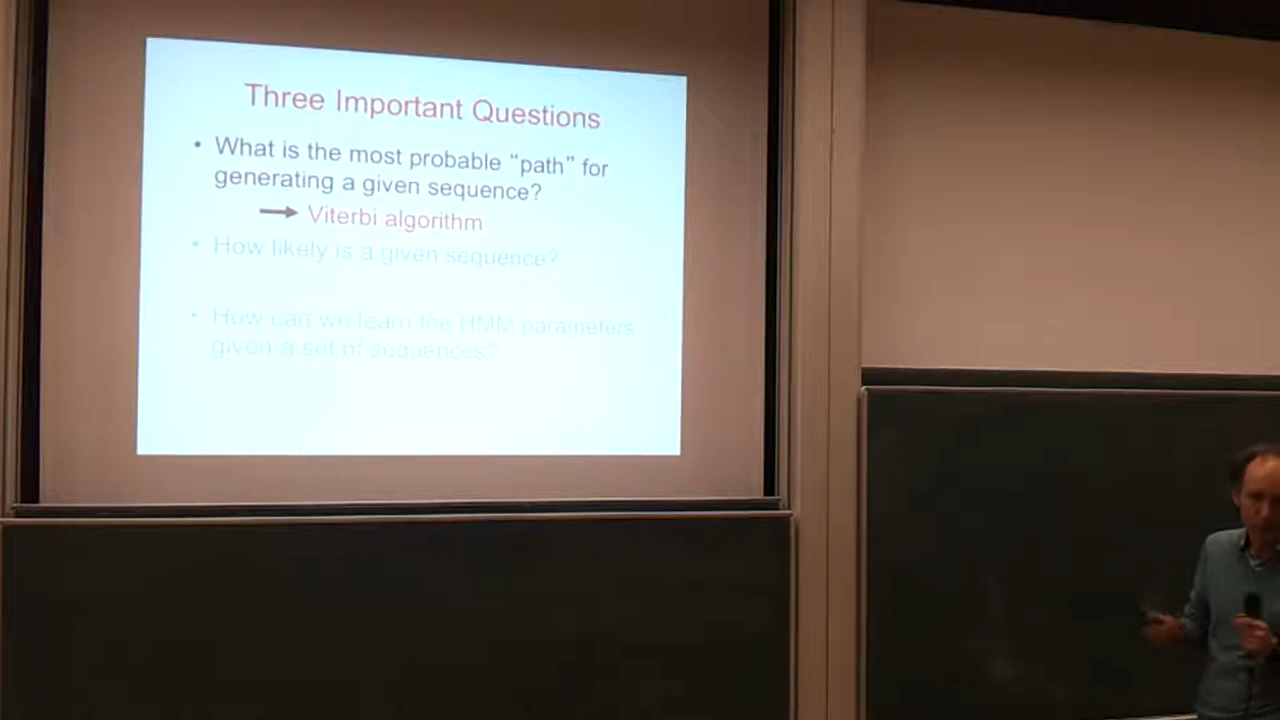 Three Important Questions
• What is the most probable “path” for
generating a given sequence?
→ Viterbi algorithm
• How likely is a given sequence?
• How can we learn the HMM parameters
given a set of sequences?